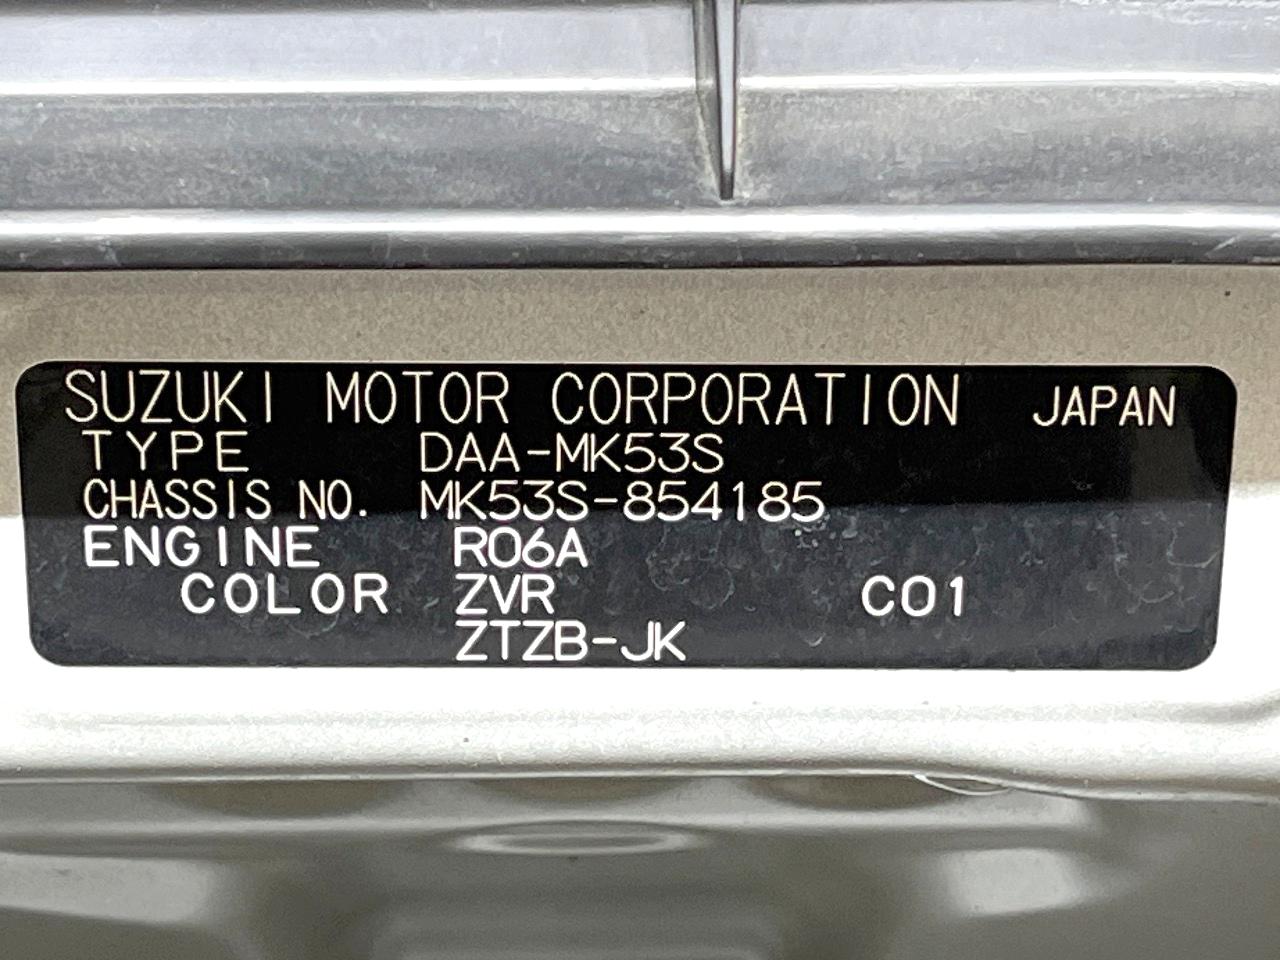 SUZUKI MOTOR CORPORATION JAPAN
TYPE DAA-MK53S
CHASSIS NO. MK53S-854185
ENGINE R06A
COLOR ZVR C01
ZTZB-JK